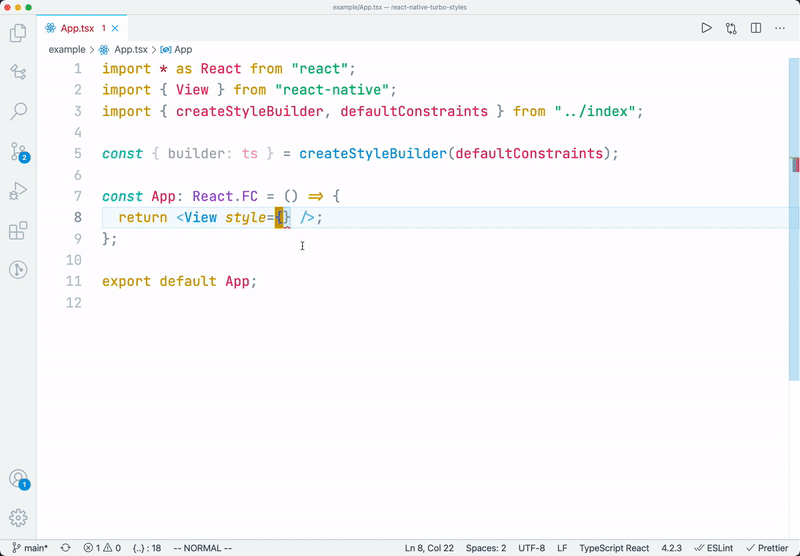 example/App.tsx — react-native-turbo-styles
App.tsx 1
example > App.tsx > App
1 import * as React from "react";
2 import { View } from "react-native";
3 import { createStyleBuilder, defaultConstraints } from "../index";
4
5 const { builder: ts } = createStyleBuilder(defaultConstraints);
6
7 const App: React.FC = () => {
8 return <View style={} />;
9 };
10
11 export default App;
12
2
1
main* 1 0 {..} : 18 -- NORMAL -- Ln 8, Col 22 Spaces: 2 UTF-8 LF TypeScript React 4.2.3 ESLint Prettier